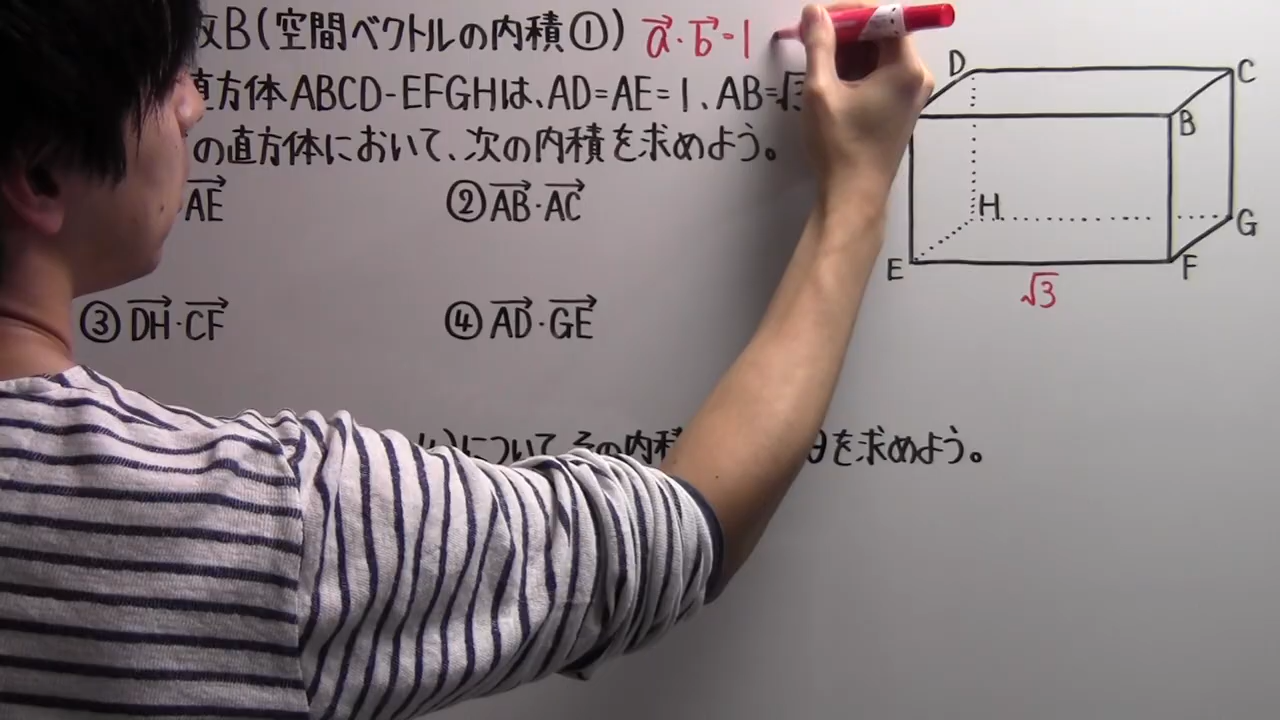 B(空間ベクトルの内積①) a・b=1
直方体ABCD-EFGHは、AD=AE=1、AB=√3
の直方体において、次の内積を求めよう。
AE
②AB・AC
③DH・CF
④AD・GE
について、その内積
θを求めよう。
D
C
B
H
G
E
F
√3